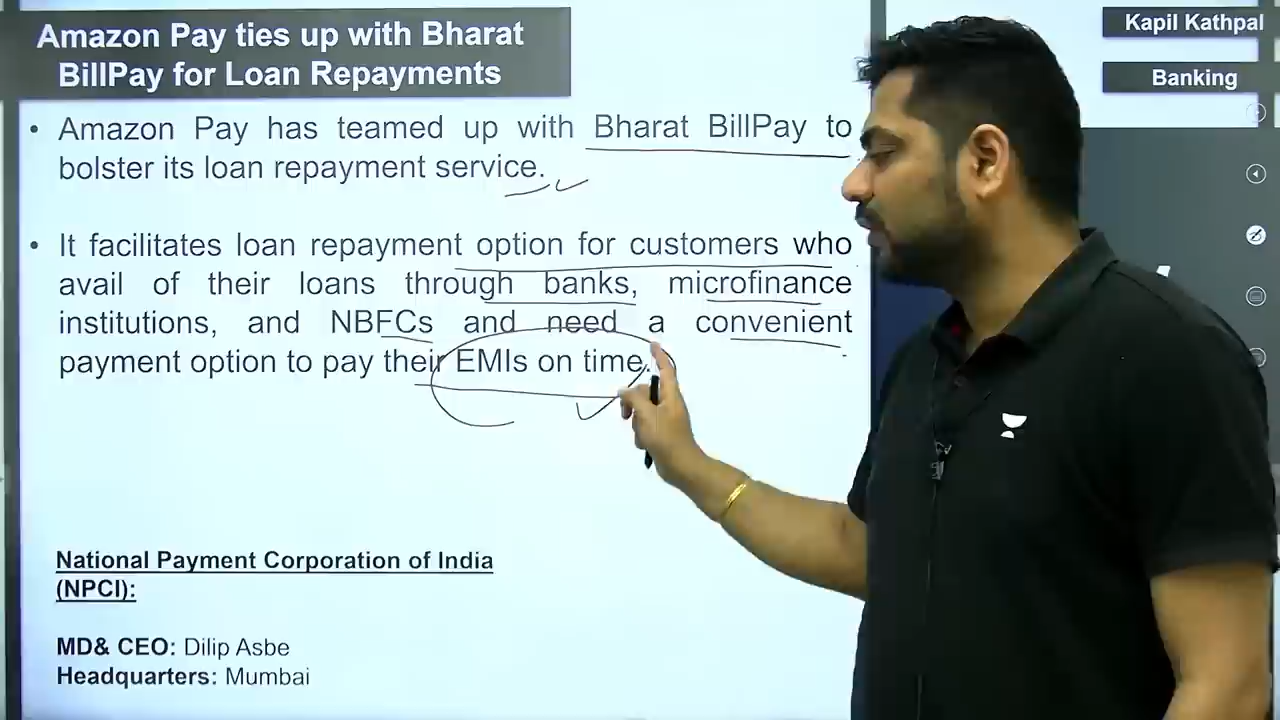 Amazon Pay ties up with Bharat
BillPay for Loan Repayments
Kapil Kathpal
Banking
• Amazon Pay has teamed up with Bharat BillPay to
bolster its loan repayment service.
• It facilitates loan repayment option for customers who
avail of their loans through banks, microfinance
institutions, and NBFCs and need a convenient
payment option to pay their EMIs on time.
National Payment Corporation of India
(NPCI):
MD& CEO: Dilip Asbe
Headquarters: Mumbai